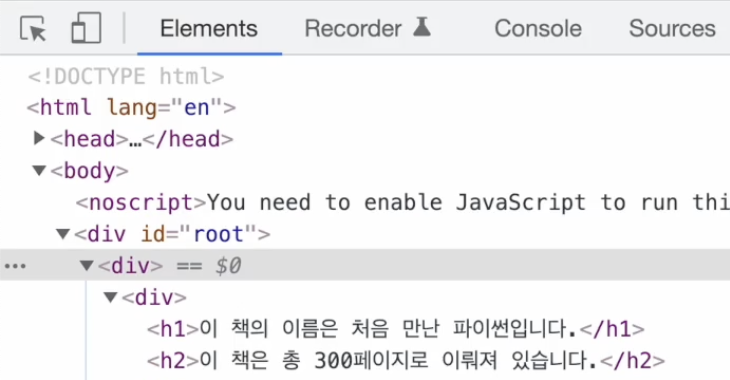 Elements Recorder Console Sources
<!DOCTYPE html>
<html lang="en">
<head>…</head>
<body>
<noscript>You need to enable JavaScript to run thi
<div id="root">
<div> == $0
<div>
<h1>이 책의 이름은 처음 만난 파이썬입니다.</h1>
<h2>이 책은 총 300페이지로 이뤄져 있습니다.</h2>